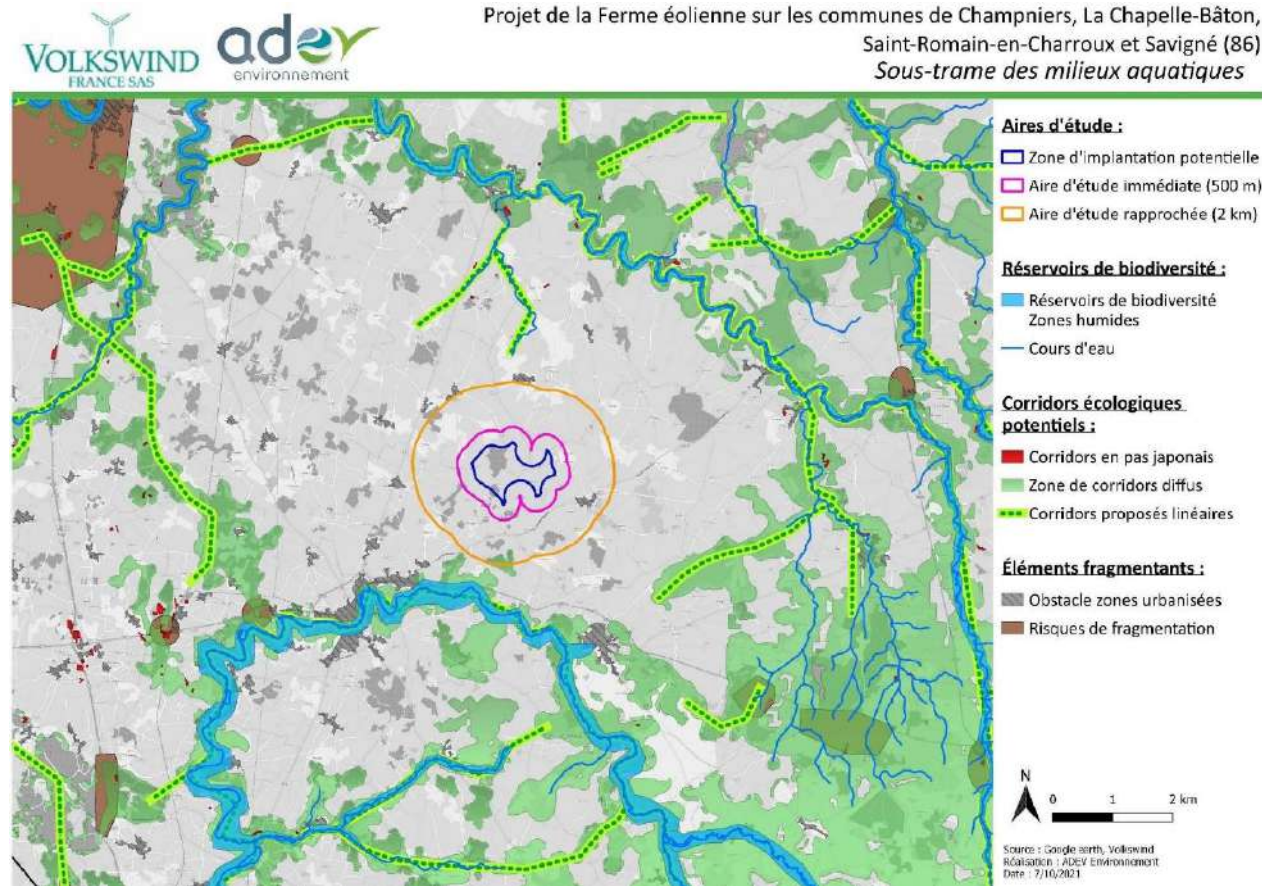 VOLKSWIND
FRANCE SAS
adev
environnement
Projet de la Ferme éolienne sur les communes de Champniers, La Chapelle-Bâton,
Saint-Romain-en-Charroux et Savigné (86)
Sous-trame des milieux aquatiques
Aires d'étude :
Zone d'implantation potentielle
Aire d'étude immédiate (500 m)
Aire d'étude rapprochée (2 km)
Réservoirs de biodiversité :
Réservoirs de biodiversité
Zones humides
Cours d'eau
Corridors écologiques
potentiels :
Corridors en pas japonais
Zone de corridors diffus
Corridors proposés linéaires
Éléments fragmentants :
Obstacle zones urbanisées
Risques de fragmentation
N
0 1 2 km
Source : Google earth, Volkswind
Réalisation : ADEV Environnement
Date : 7/10/2021